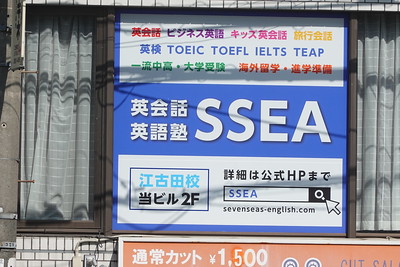 英会話 ビジネス英語 キッズ英会話 旅行会話
英検 TOEIC TOEFL IELTS TEAP
一流中高・大学受験 海外留学・進学準備
英会話
英語塾
SSEA
江古田校
当ビル2F
詳細は公式HPまで
SSEA
sevenseas-english.com
通常カット ¥1,500
CUT SALO